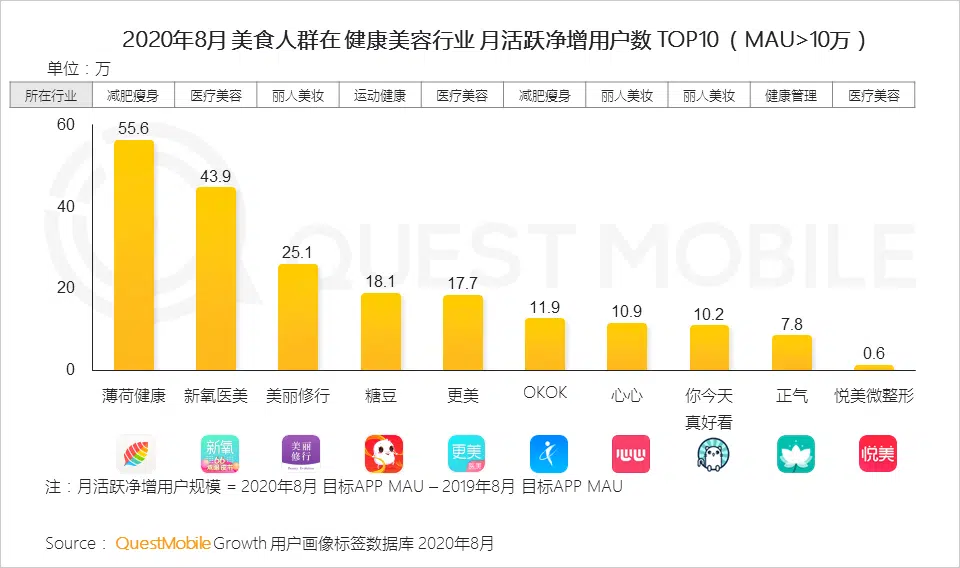 2020年8月 美食人群在 健康美容行业 月活跃净增用户数 TOP10（MAU>10万）
单位：万
所在行业 减肥瘦身 医疗美容 丽人美妆 运动健康 医疗美容 减肥瘦身 丽人美妆 丽人美妆 健康管理 医疗美容
60
40
20
0
55.6 43.9 25.1 18.1 17.7 11.9 10.9 10.2 7.8 0.6
QUEST MOBILE
薄荷健康 新氧医美 美丽修行 糖豆 更美 OKOK 心心 你今天 正气 悦美微整形
真好看
新氧
66
美丽
修行
更美
悦美
注：月活跃净增用户规模 = 2020年8月 目标APP MAU – 2019年8月 目标APP MAU
Source： QuestMobile Growth 用户画像标签数据库 2020年8月